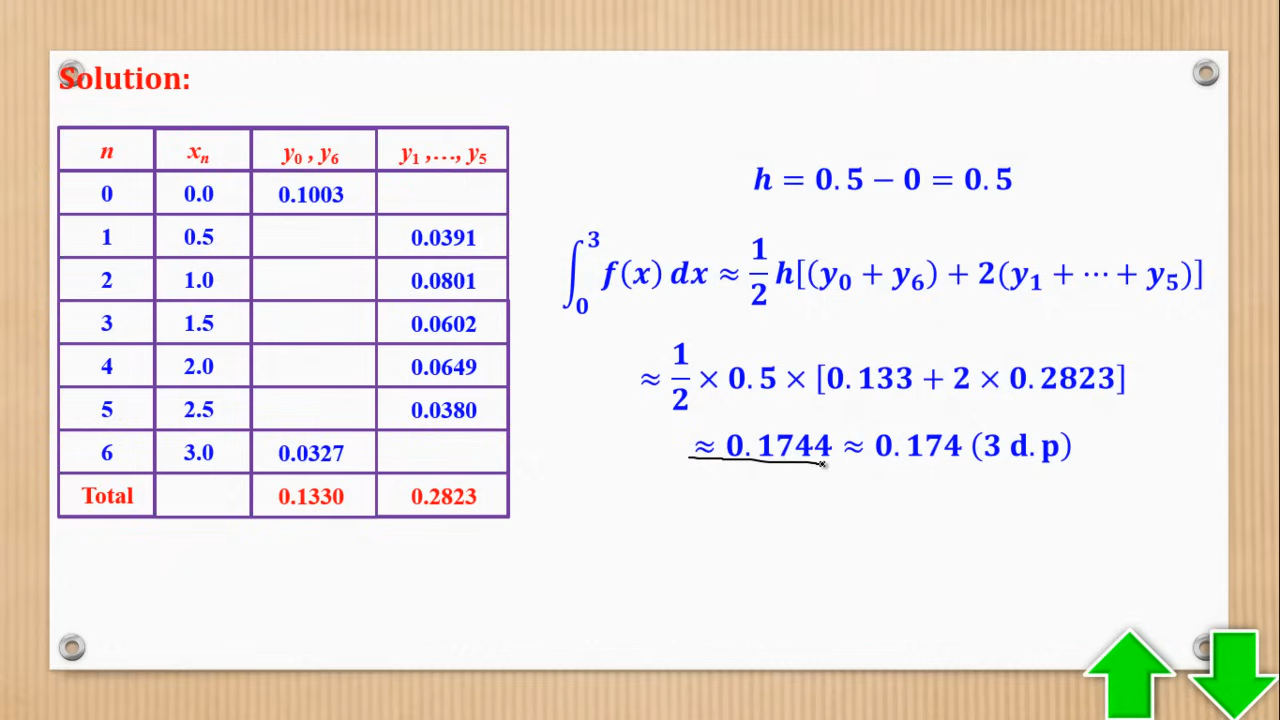 Solution:
n xₙ y₀ , y₆ y₁ ,…, y₅
0 0.0 0.1003
1 0.5 0.0391
2 1.0 0.0801
3 1.5 0.0602
4 2.0 0.0649
5 2.5 0.0380
6 3.0 0.0327
Total 0.1330 0.2823
h = 0.5 − 0 = 0.5
∫₀³ f(x) dx ≈ 1/2 h[(y₀ + y₆) + 2(y₁ + ⋯ + y₅)]
≈ 1/2 × 0.5 × [0.133 + 2 × 0.2823]
≈ 0.1744 ≈ 0.174 (3 d.p)